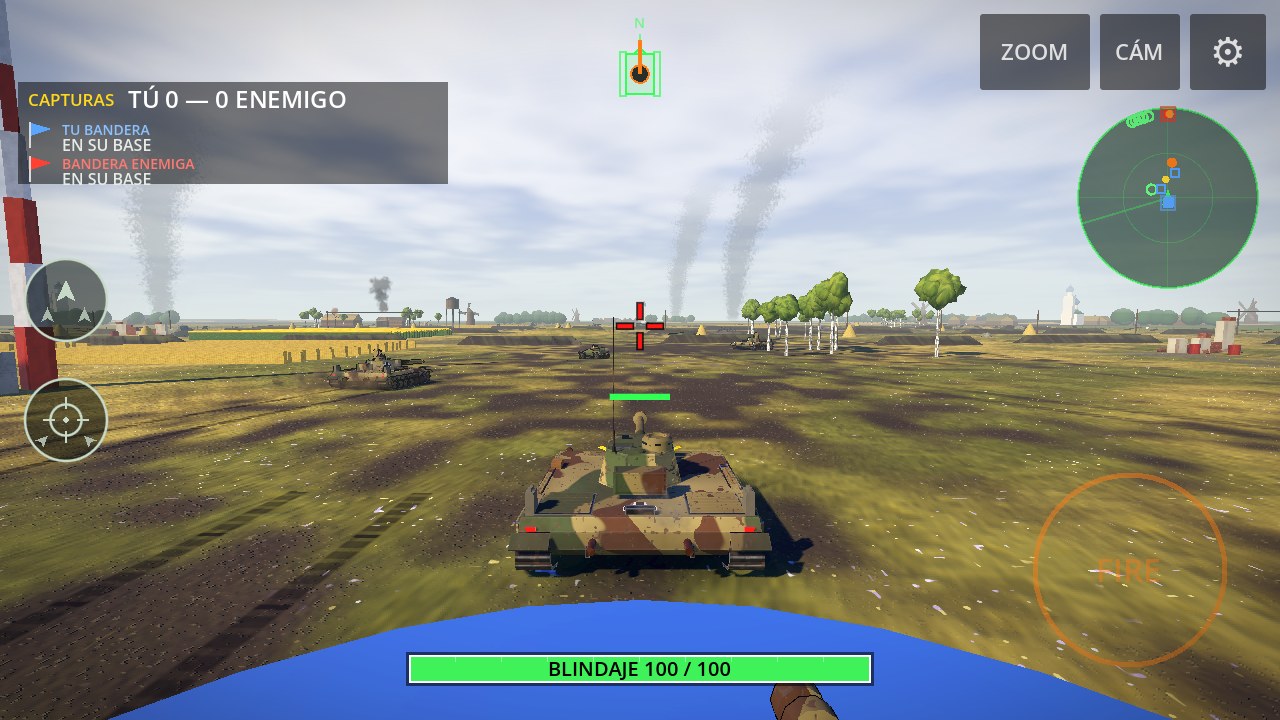 N
ZOOM
CÁM
CAPTURAS TÚ 0 — 0 ENEMIGO
TU BANDERA
EN SU BASE
BANDERA ENEMIGA
EN SU BASE
FIRE
BLINDAJE 100 / 100